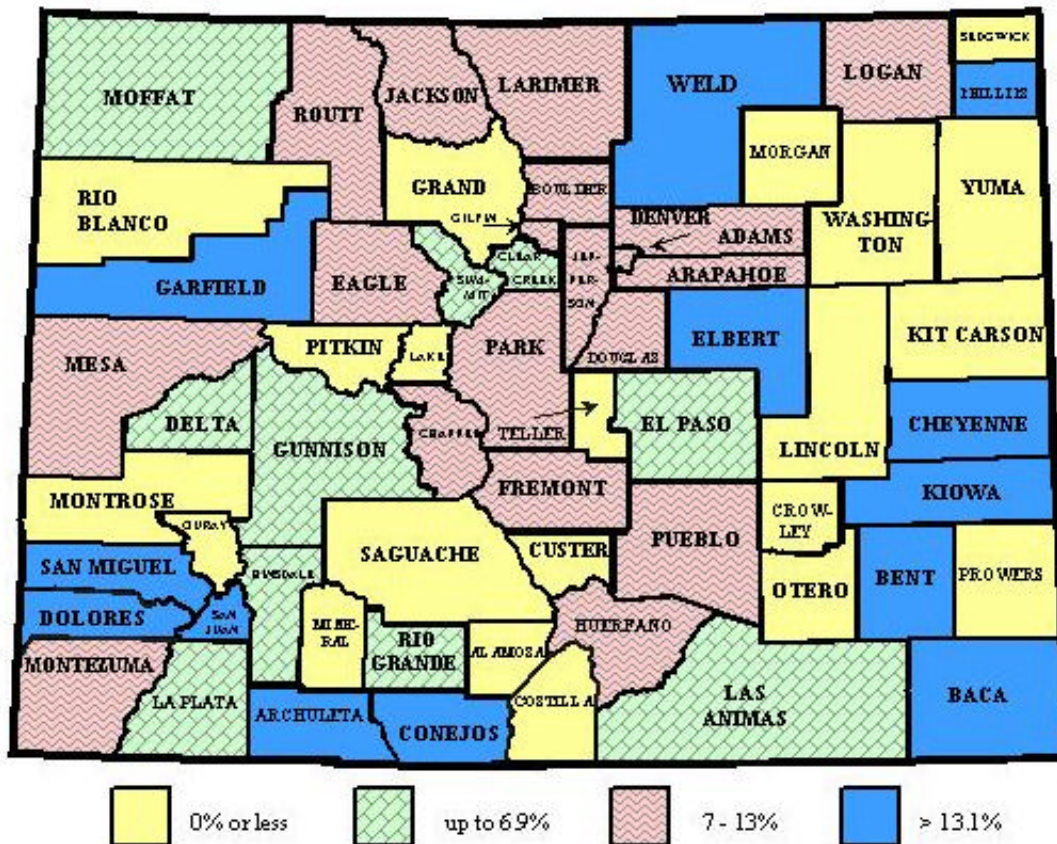 SEDGWICK
MOFFAT
ROUTT
JACKSON
LARIMER
WELD
LOGAN
PHILLIPS
RIO
BLANCO
GRAND
BOULDER
MORGAN
WASHING
TON
YUMA
GILPIN
DENVER
ADAMS
GARFIELD
EAGLE
SUM-
MIT
CLEAR
CREEK
JEF-
FER-
SON
ARAPAHOE
MESA
PITKIN
LAKE
PARK
DOUGLAS
ELBERT
KIT CARSON
DELTA
GUNNISON
CHAFFEE
TELLER
EL PASO
LINCOLN
CHEYENNE
MONTROSE
FREMONT
KIOWA
OURAY
SAGUACHE
CUSTER
PUEBLO
CROW-
LEY
SAN MIGUEL
HINSDALE
OTERO
BENT
PROWERS
DOLORES
SAN
JUAN
MINE-
RAL
RIO
GRANDE
ALAMOSA
HUERFANO
MONTEZUMA
LA PLATA
ARCHULETA
CONEJOS
COSTILLA
LAS
ANIMAS
BACA
0% or less
up to 6.9%
7 - 13%
> 13.1%